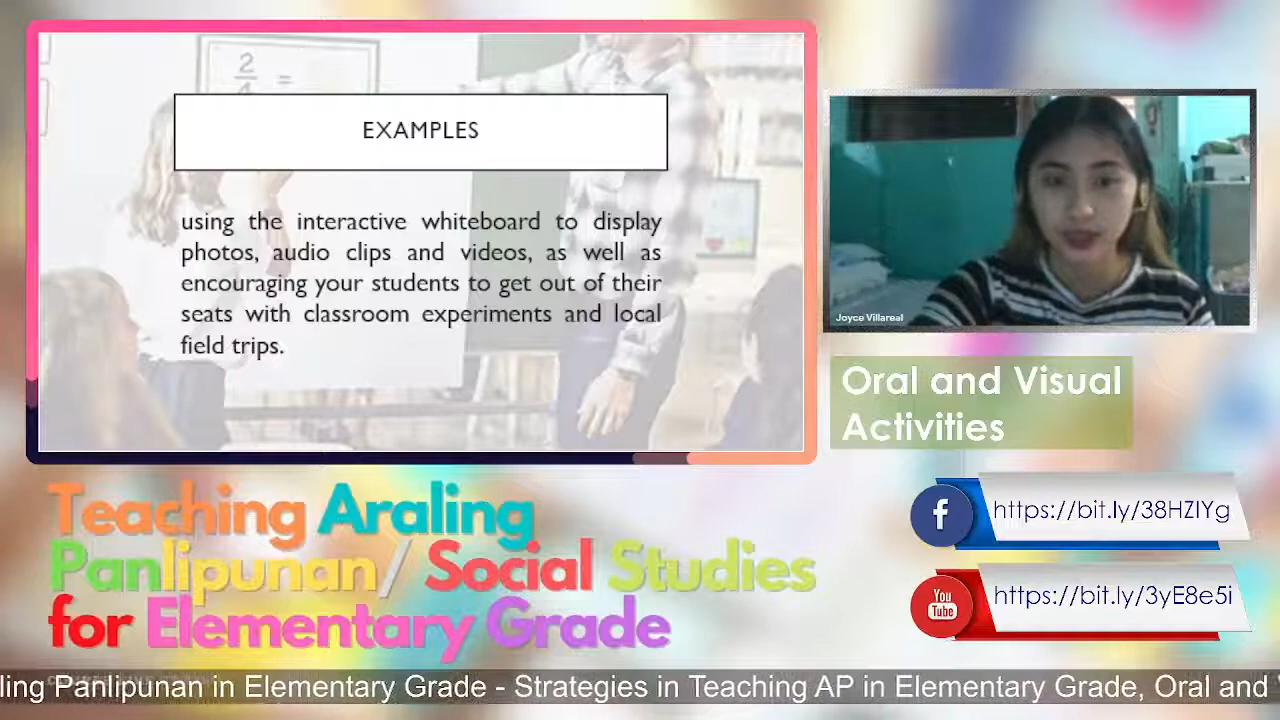 2
4 =
EXAMPLES
using the interactive whiteboard to display
photos, audio clips and videos, as well as
encouraging your students to get out of their
seats with classroom experiments and local
field trips.
Joyce Villareal
Oral and Visual
Activities
https://bit.ly/38HZIYg
You
Tube
https://bit.ly/3yE8e5i
Teaching Araling
Panlipunan/ Social Studies
for Elementary Grade
ling Panlipunan in Elementary Grade - Strategies in Teaching AP in Elementary Grade, Oral and